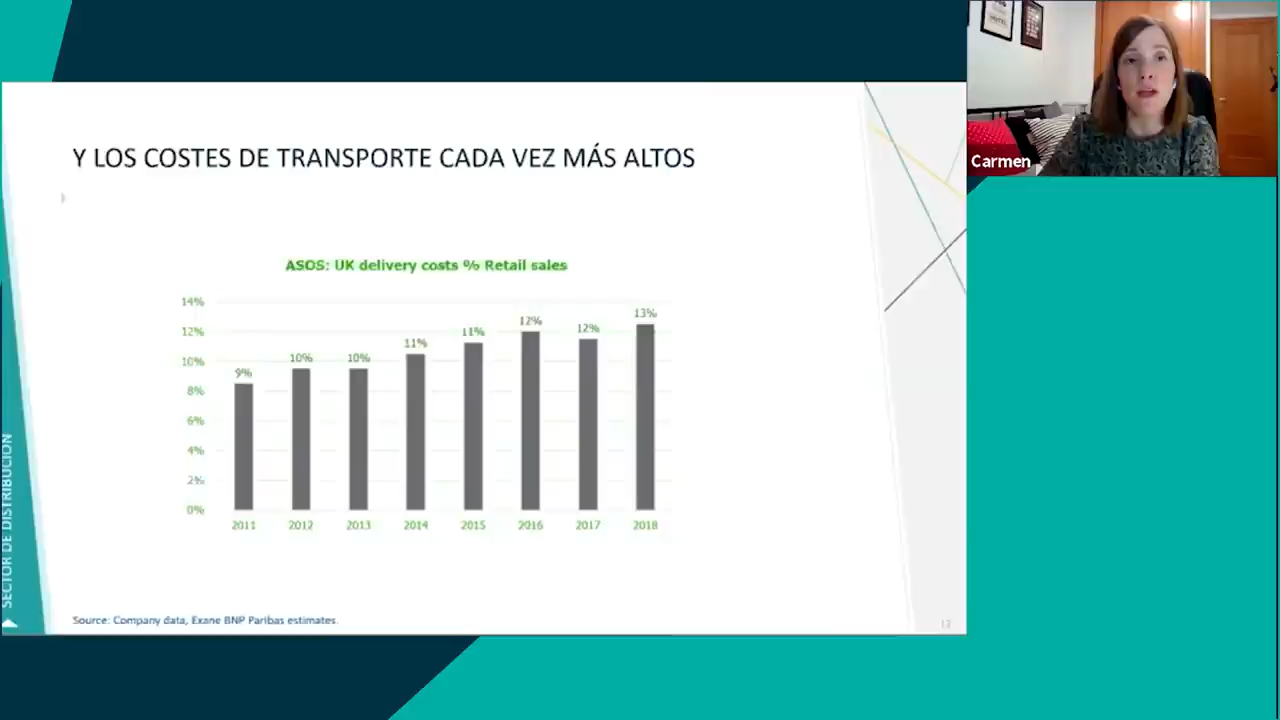 Y LOS COSTES DE TRANSPORTE CADA VEZ MÁS ALTOS
ASOS: UK delivery costs % Retail sales
14%
12%
10%
8%
6%
4%
2%
0%
9%
10%
10%
11%
11%
12%
12%
13%
2011 2012 2013 2014 2015 2016 2017 2018
Source: Company data, Exane BNP Paribas estimates.
SECTOR DE DISTRIBUCIÓN
Carmen